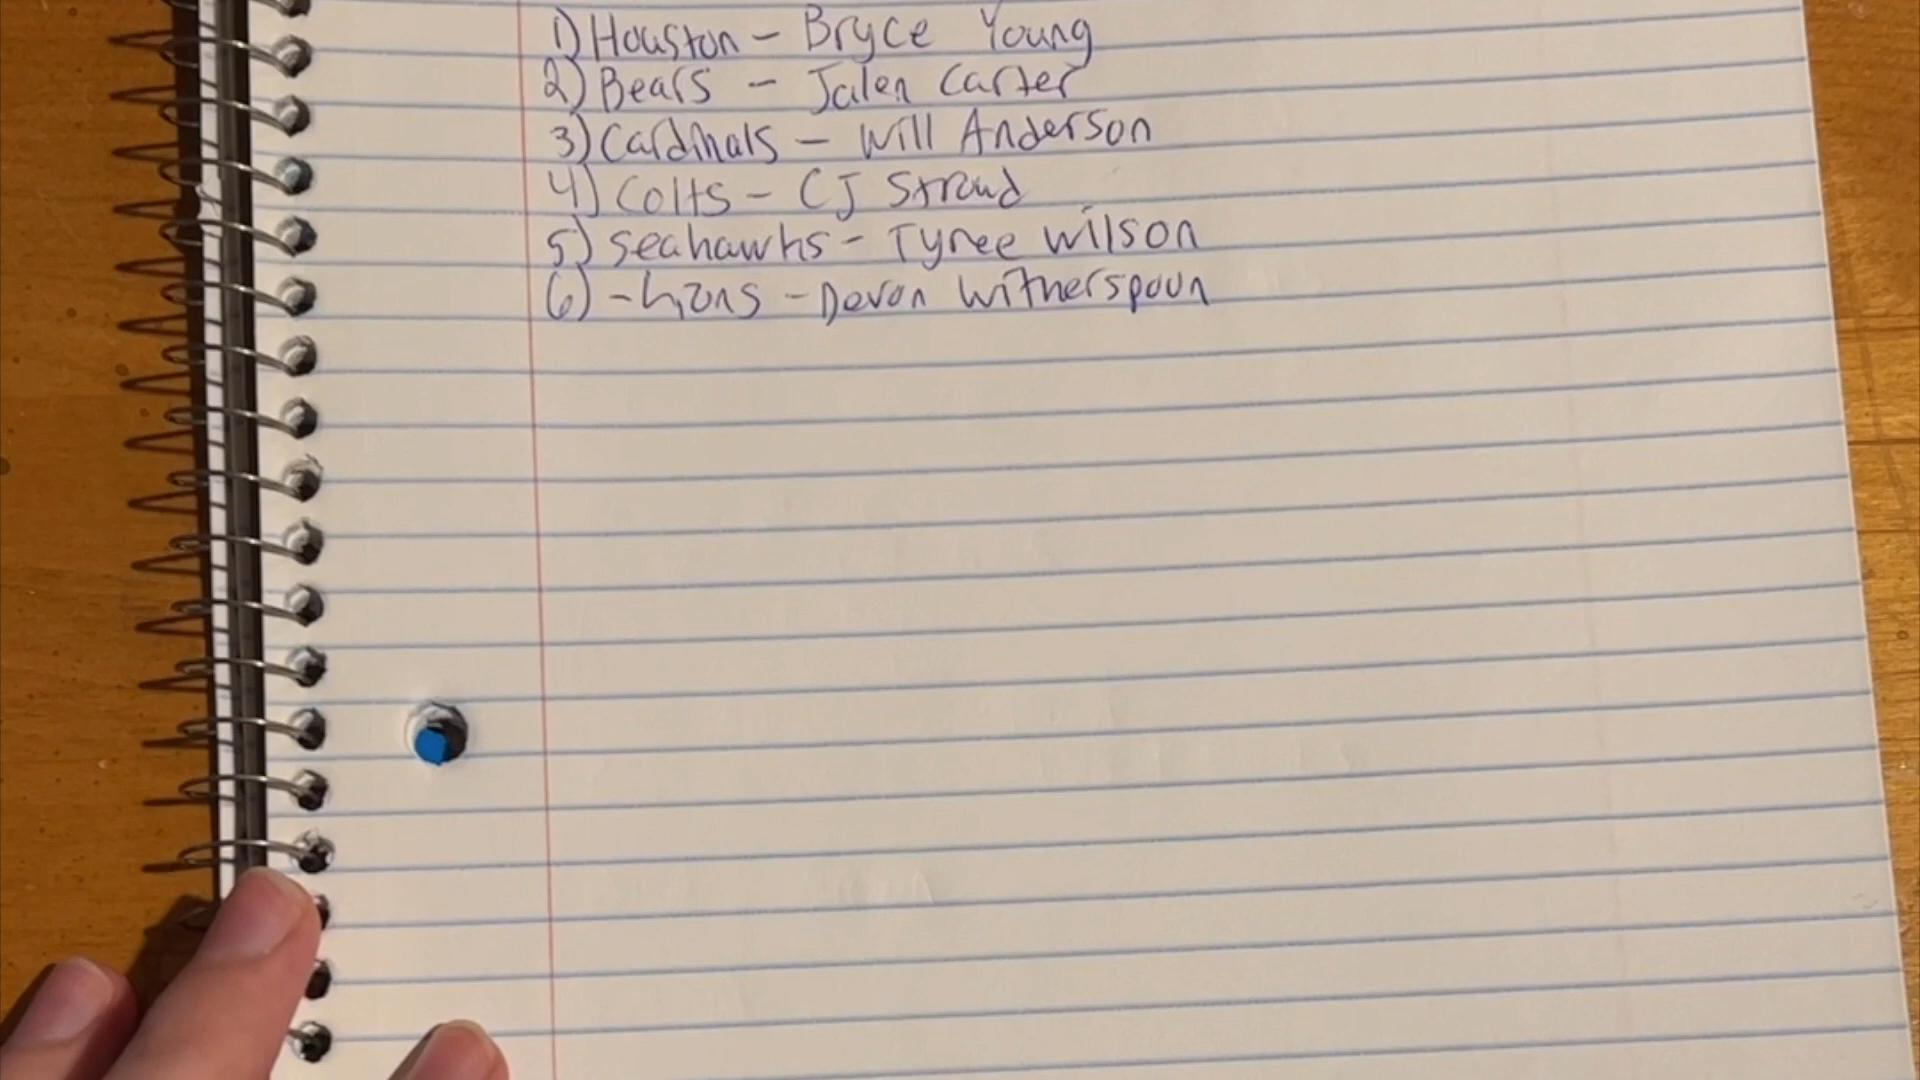 1) Houston - Bryce Young
2) Bears - Jalen Carter
3) Cardinals - Will Anderson
4) Colts - CJ Stroud
5) Seahawks - Tyree Wilson
6) - Lions - Devon Witherspoon